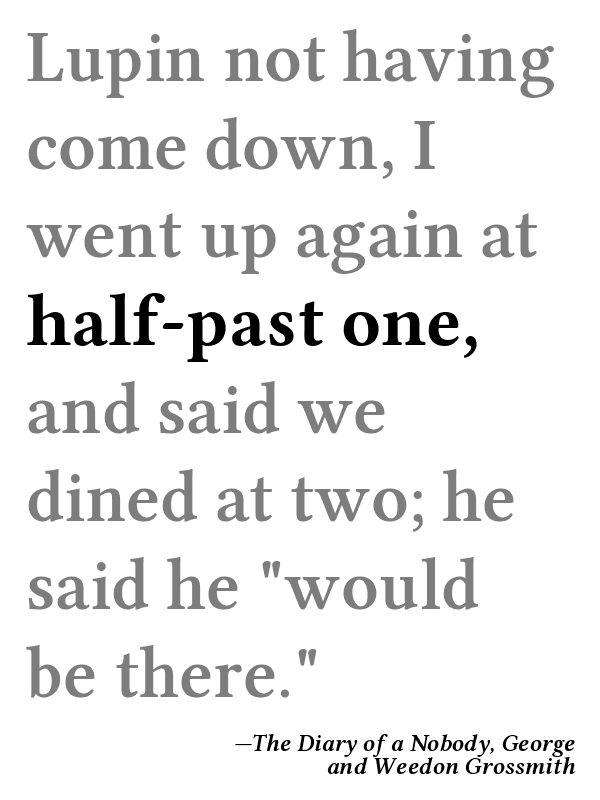 Lupin not having
come down, I
went up again at
half-past one,
and said we
dined at two; he
said he "would
be there."
—The Diary of a Nobody, George
and Weedon Grossmith